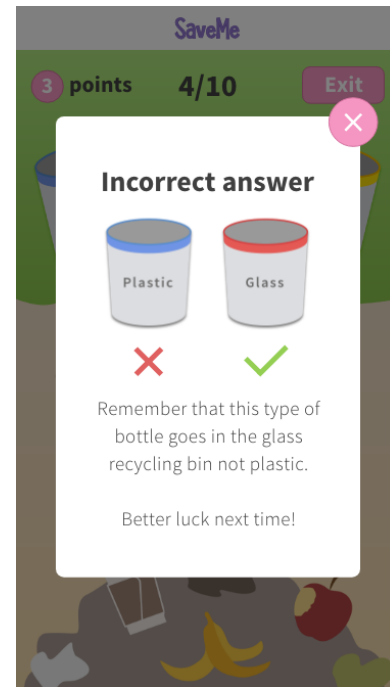 SaveMe
3 points 4/10 Exit
Incorrect answer
Plastic Glass
Remember that this type of
bottle goes in the glass
recycling bin not plastic.
Better luck next time!